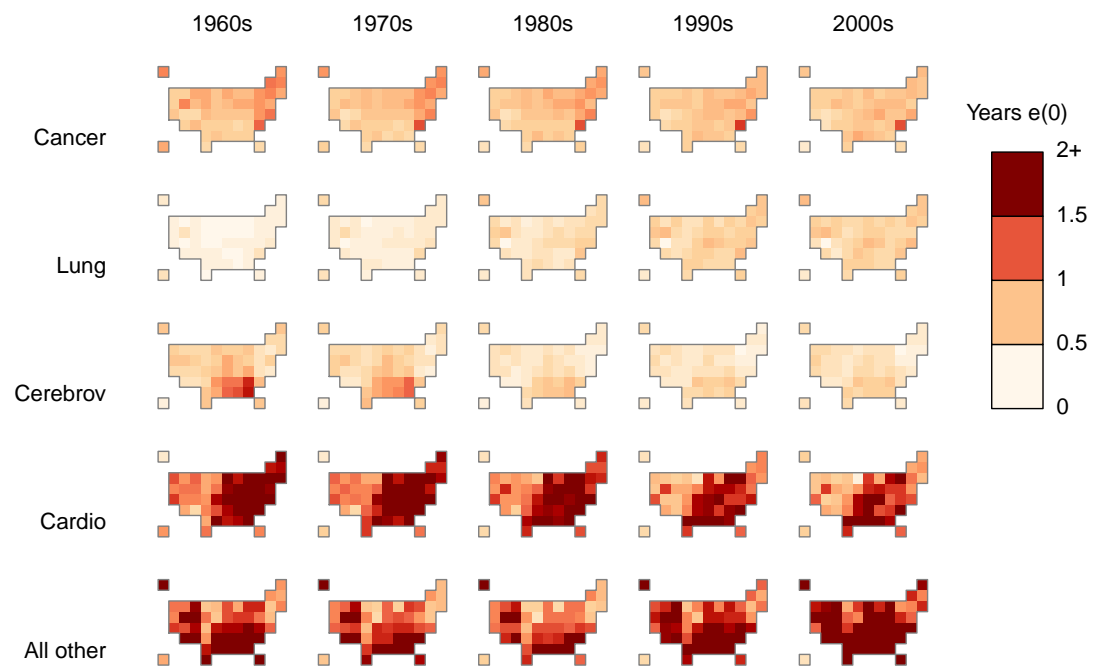 1960s 1970s 1980s 1990s 2000s
Cancer
Lung
Cerebrov
Cardio
All other
Years e(0)
2+
1.5
1
0.5
0